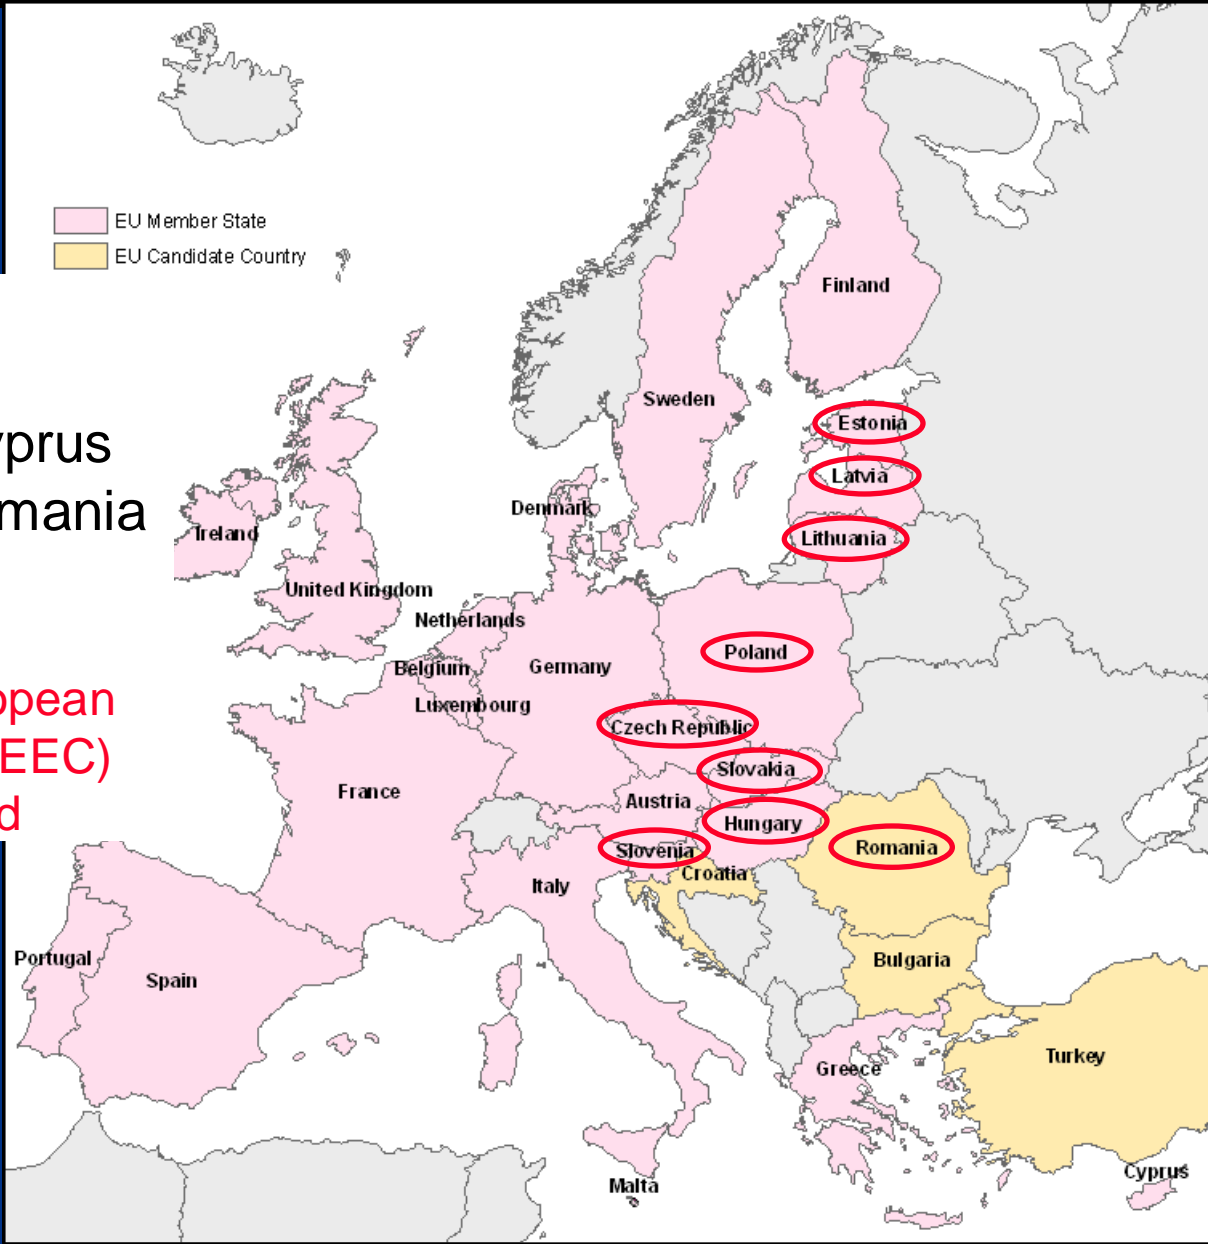 EU Member State
EU Candidate Country
Finland
Sweden
Estonia
Latvia
Lithuania
Denmark
Ireland
United Kingdom
Netherlands
Belgium
Luxembourg
Germany
Poland
Czech Republic
Slovakia
France
Austria
Hungary
Slovenia
Romania
Croatia
Italy
Portugal
Spain
Bulgaria
Greece
Turkey
Malta
Cyprus
yprus
mania
opean
EEC)
d